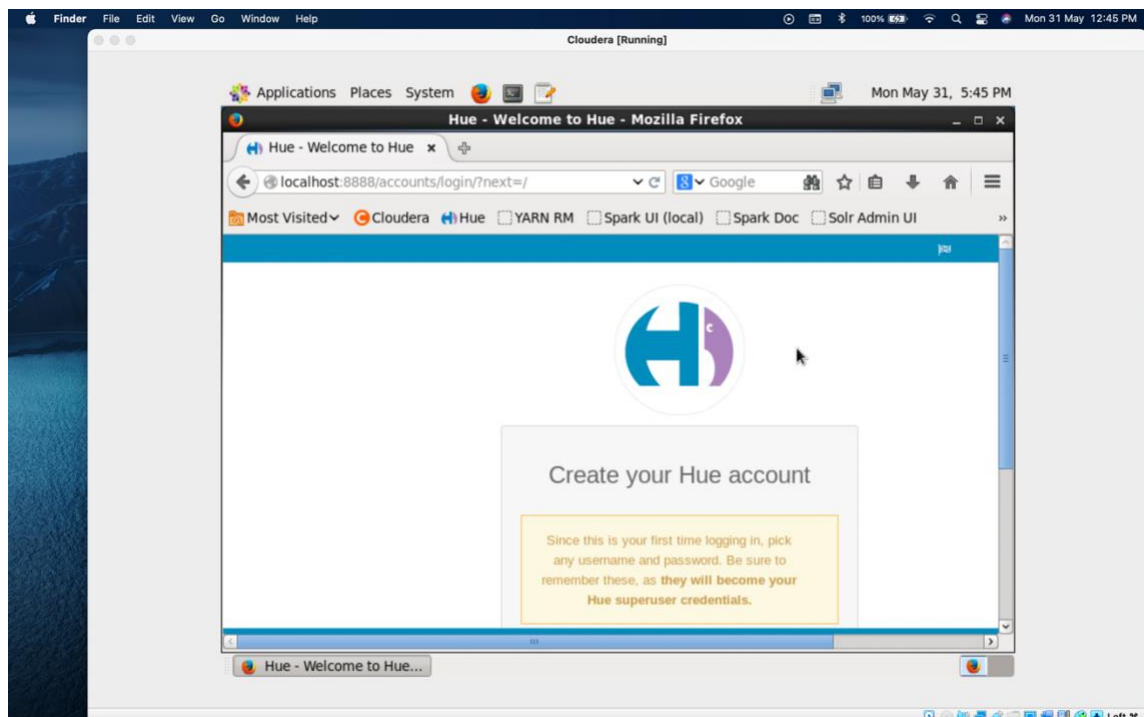 Finder File Edit View Go Window Help 100% Mon 31 May 12:45 PM
Cloudera [Running]
Applications Places System Mon May 31, 5:45 PM
Hue - Welcome to Hue - Mozilla Firefox
Hue - Welcome to Hue
localhost:8888/accounts/login/?next=/ Google
Most Visited Cloudera Hue YARN RM Spark UI (local) Spark Doc Solr Admin UI »
Create your Hue account
Since this is your first time logging in, pick
any username and password. Be sure to
remember these, as they will become your
Hue superuser credentials.
Hue - Welcome to Hue...
Left ⌘